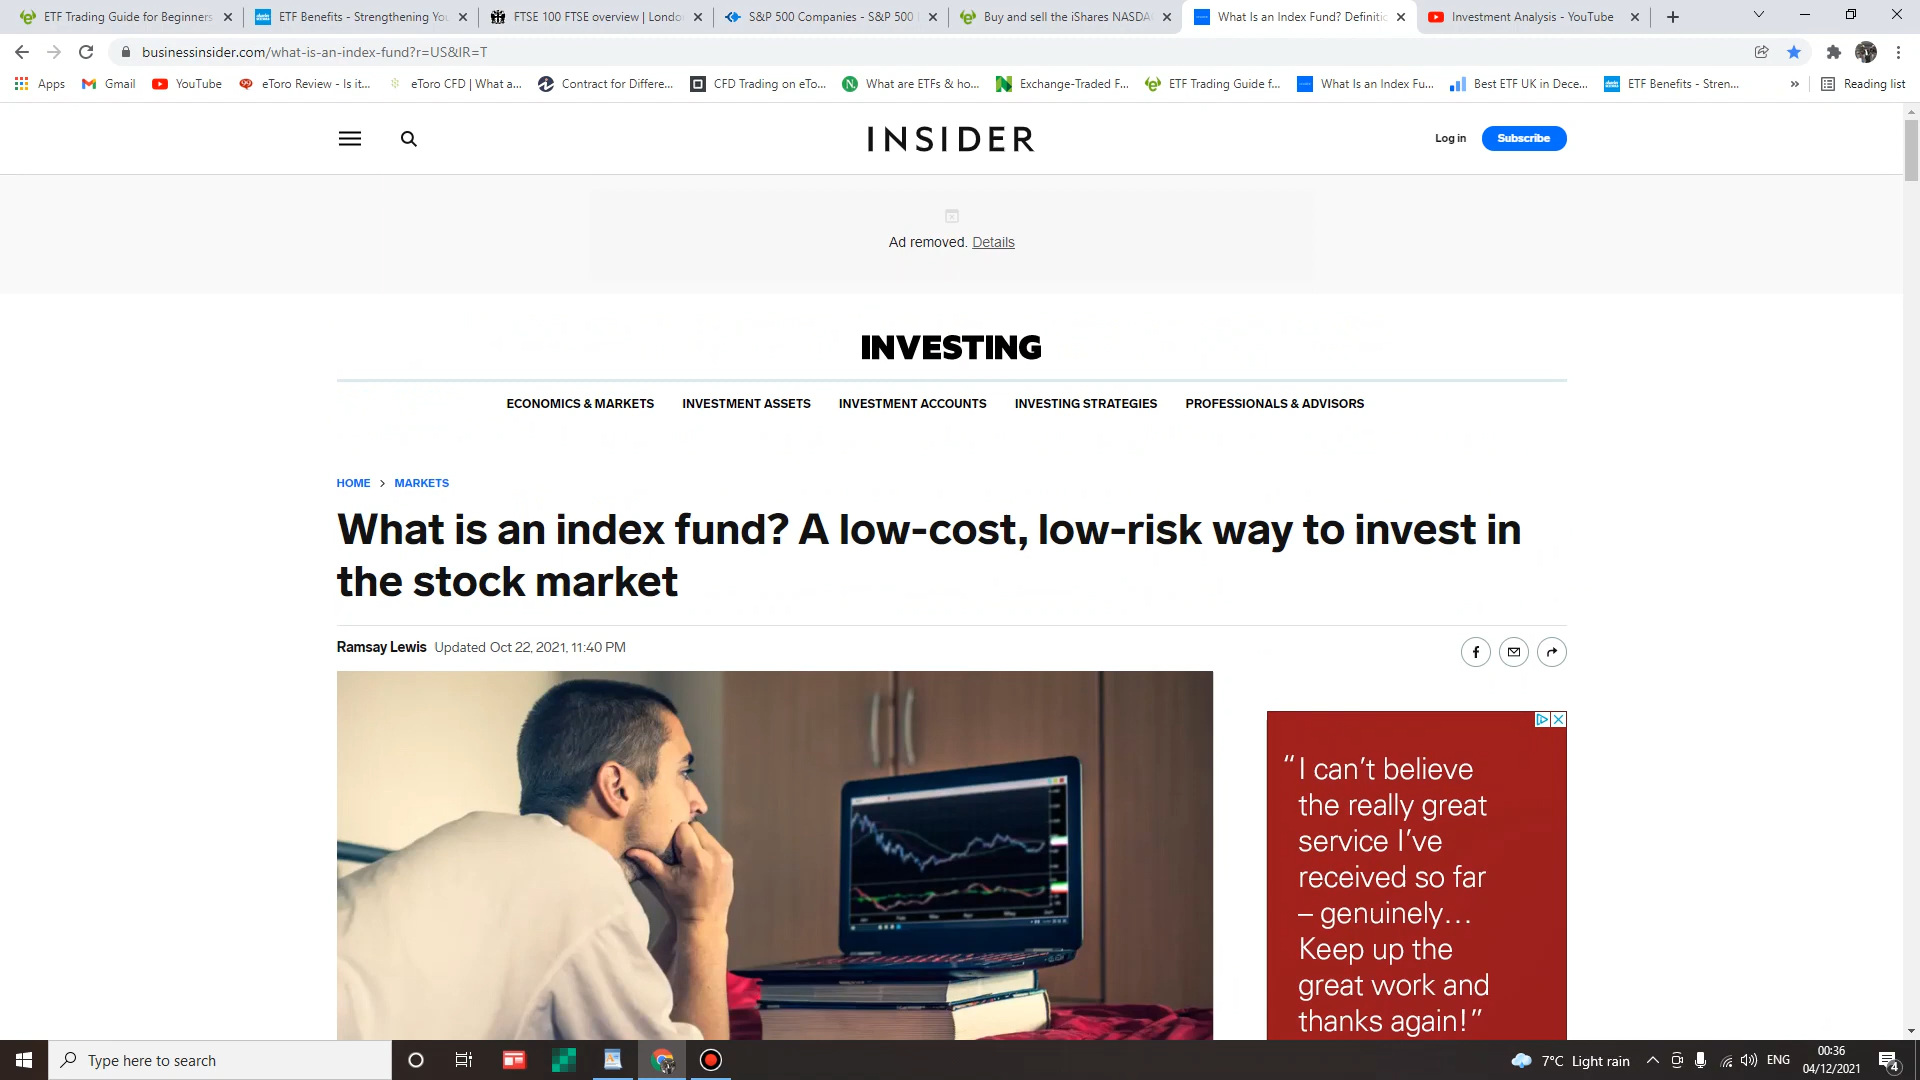 ETF Trading Guide for Beginners
ETF Benefits - Strengthening Yo
FTSE 100 FTSE overview | Londo
S&P 500 Companies - S&P 500
Buy and sell the iShares NASDA
What Is an Index Fund? Definitic
Investment Analysis - YouTube
businessinsider.com/what-is-an-index-fund?r=US&IR=T
Apps
Gmail
YouTube
eToro Review - Is it...
eToro CFD | What a...
Contract for Differe...
CFD Trading on eTo...
What are ETFs & ho...
Exchange-Traded F...
ETF Trading Guide f...
What Is an Index Fu...
Best ETF UK in Dece...
ETF Benefits - Stren...
»
Reading list
INSIDER
Log in
Subscribe
Ad removed. Details
INVESTING
ECONOMICS & MARKETS
INVESTMENT ASSETS
INVESTMENT ACCOUNTS
INVESTING STRATEGIES
PROFESSIONALS & ADVISORS
HOME > MARKETS
What is an index fund? A low-cost, low-risk way to invest in
the stock market
Ramsay Lewis Updated Oct 22, 2021, 11:40 PM
“I can’t believe
the really great
service I’ve
received so far
– genuinely…
Keep up the
great work and
thanks again!”
Type here to search
7°C Light rain
ENG
00:36
04/12/2021
4